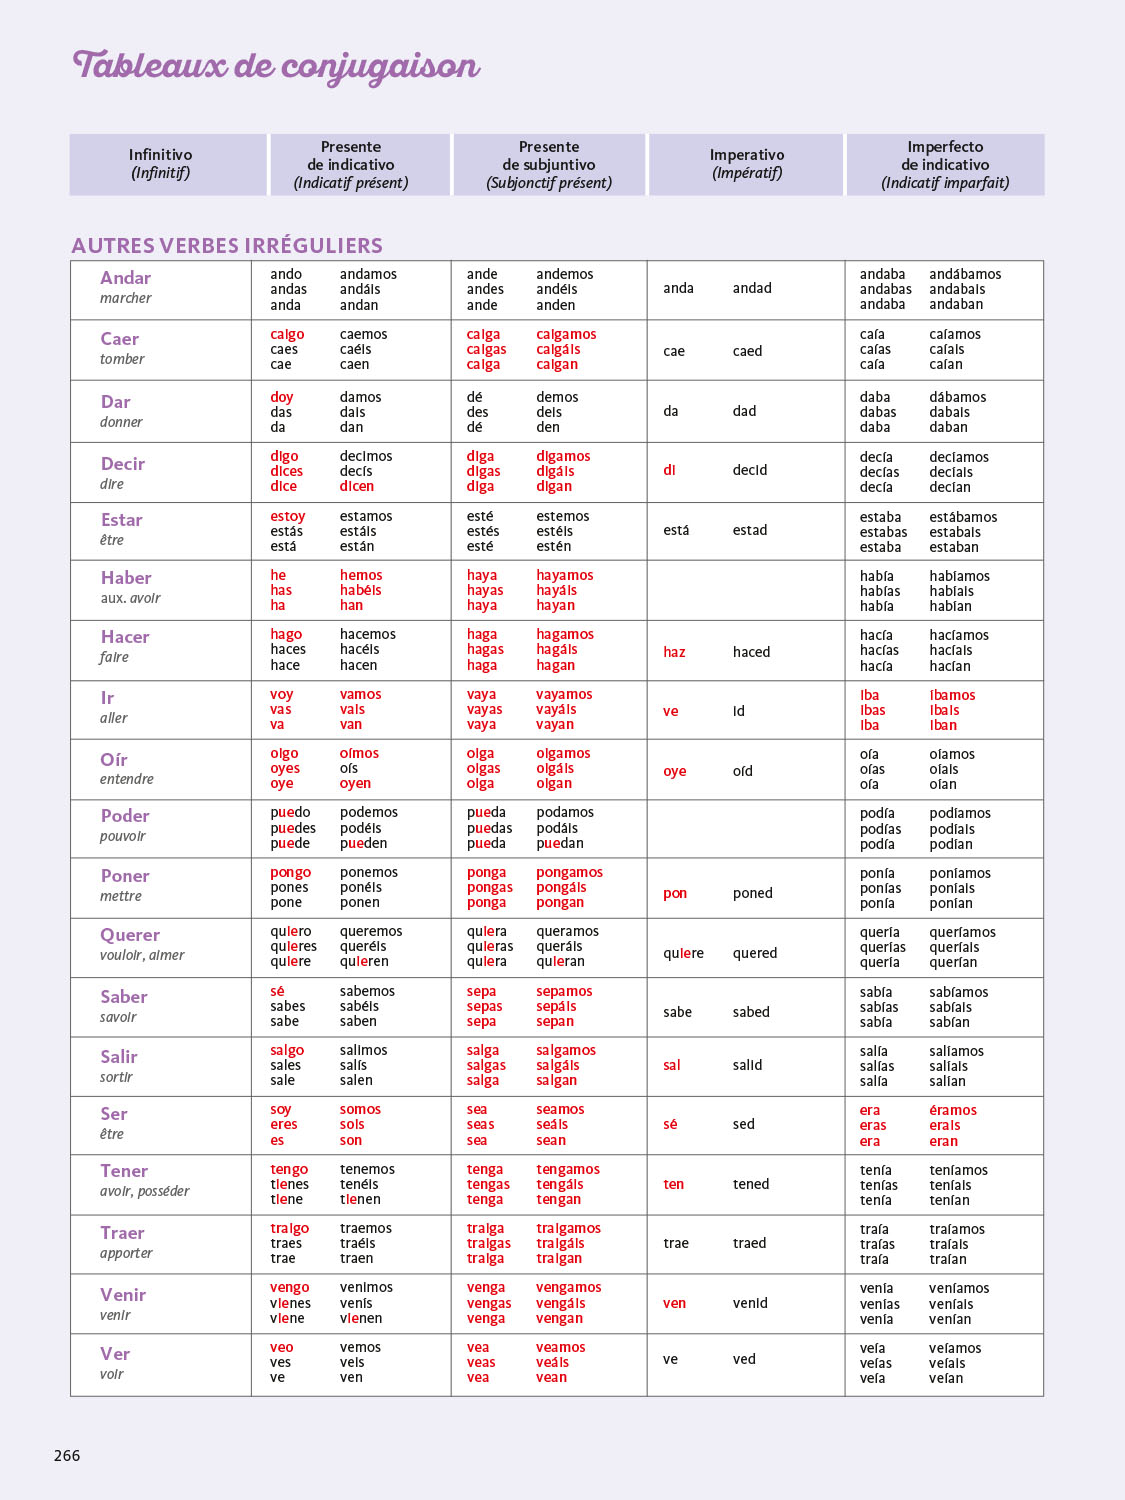 Tableaux de conjugaison
Infinitivo
(Infinitif)
Presente
de indicativo
(Indicatif présent)
Presente
de subjuntivo
(Subjonctif présent)
Imperativo
(Impératif)
Imperfecto
de indicativo
(Indicatif imparfait)
AUTRES VERBES IRRÉGULIERS
Andar
marcher
ando andamos
andas andáis
anda andan
ande andemos
andes andéis
ande anden
anda andad
andaba andábamos
andabas andabais
andaba andaban
Caer
tomber
caigo caemos
caes caéis
cae caen
caiga caigamos
caigas caigáis
caiga caigan
cae caed
caía caíamos
caías caíais
caía caían
Dar
donner
doy damos
das dais
da dan
dé demos
des deis
dé den
da dad
daba dábamos
dabas dabais
daba daban
Decir
dire
digo decimos
dices decís
dice dicen
diga digamos
digas digáis
diga digan
di decid
decía decíamos
decías decíais
decía decían
Estar
être
estoy estamos
estás estáis
está están
esté estemos
estés estéis
esté estén
está estad
estaba estábamos
estabas estabais
estaba estaban
Haber
aux. avoir
he hemos
has habéis
ha han
haya hayamos
hayas hayáis
haya hayan
había habíamos
habías habíais
había habían
Hacer
faire
hago hacemos
haces hacéis
hace hacen
haga hagamos
hagas hagáis
haga hagan
haz haced
hacía hacíamos
hacías hacíais
hacía hacían
Ir
aller
voy vamos
vas vais
va van
vaya vayamos
vayas vayáis
vaya vayan
ve id
iba íbamos
ibas ibais
iba iban
Oír
entendre
oigo oímos
oyes oís
oye oyen
oiga oigamos
oigas oigáis
oiga oigan
oye oíd
oía oíamos
oías oíais
oía oían
Poder
pouvoir
puedo podemos
puedes podéis
puede pueden
pueda podamos
puedas podáis
pueda puedan
podía podíamos
podías podíais
podía podían
Poner
mettre
pongo ponemos
pones ponéis
pone ponen
ponga pongamos
pongas pongáis
ponga pongan
pon poned
ponía poníamos
ponías poníais
ponía ponían
Querer
vouloir, aimer
quiero queremos
quieres queréis
quiere quieren
quiera queramos
quieras queráis
quiera quieran
quiere quered
quería queríamos
querías queríais
quería querían
Saber
savoir
sé sabemos
sabes sabéis
sabe saben
sepa sepamos
sepas sepáis
sepa sepan
sabe sabed
sabía sabíamos
sabías sabíais
sabía sabían
Salir
sortir
salgo salimos
sales salís
sale salen
salga salgamos
salgas salgáis
salga salgan
sal salid
salía salíamos
salías salíais
salía salían
Ser
être
soy somos
eres sois
es son
sea seamos
seas seáis
sea sean
sé sed
era éramos
eras erais
era eran
Tener
avoir, posséder
tengo tenemos
tienes tenéis
tiene tienen
tenga tengamos
tengas tengáis
tenga tengan
ten tened
tenía teníamos
tenías teníais
tenía tenían
Traer
apporter
traigo traemos
traes traéis
trae traen
traiga traigamos
traigas traigáis
traiga traigan
trae traed
traía traíamos
traías traíais
traía traían
Venir
venir
vengo venimos
vienes venís
viene vienen
venga vengamos
vengas vengáis
venga vengan
ven venid
venía veníamos
venías veníais
venía venían
Ver
voir
veo vemos
ves veis
ve ven
vea veamos
veas veáis
vea vean
ve ved
veía veíamos
veías veíais
veía veían
266